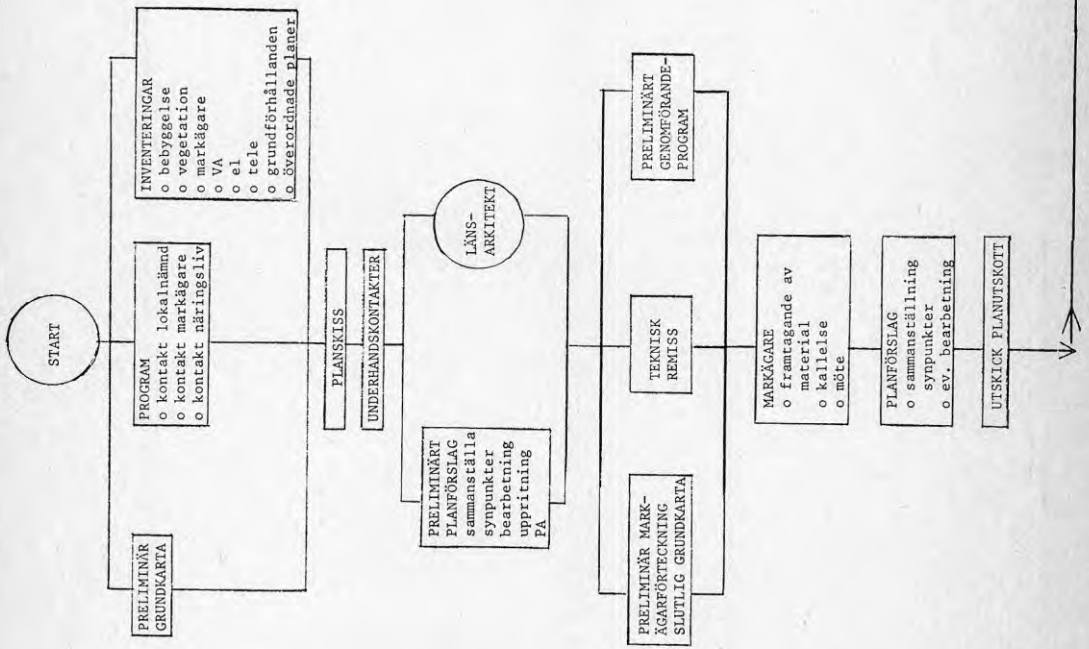 START
PRELIMINÄR
GRUNDKARTA
PROGRAM
o kontakt lokalnämnd
o kontakt markägare
o kontakt näringsliv
INVENTERINGAR
o bebyggelse
o vegetation
o markägare
o VA
o el
o tele
o grundförhållanden
o överordnade planer
PLANSKISS
UNDERHANDSKONTAKTER
PRELIMINÄRT
PLANFÖRSLAG
sammanställa
synpunkter
bearbetning
uppritning
PA
LÄNS-
ARKITEKT
PRELIMINÄR MARK-
ÄGARFÖRTECKNING
SLUTLIG GRUNDKARTA
TEKNISK
REMISS
PRELIMINÄRT
GENOMFÖRANDE-
PROGRAM
MARKÄGARE
o framtagande av
material
o kallelse
o möte
PLANFÖRSLAG
o sammanställning
synpunkter
o ev. bearbetning
UTSKICK PLANUTSKOTT